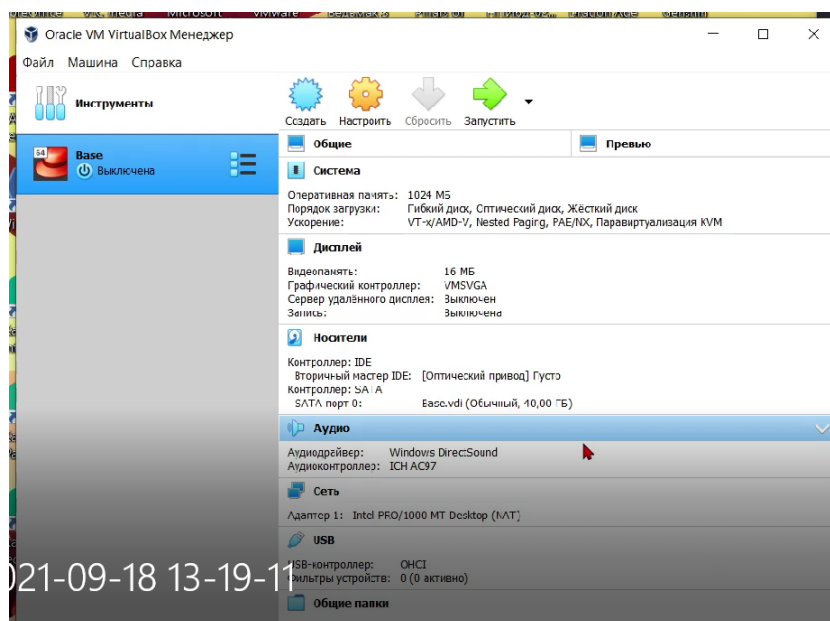 Oracle VM VirtualBox Менеджер
Файл Машина Справка
Инструменты
Создать Настроить Сбросить Запустить
64
Base
Выключена
Общие
Превью
Система
Оперативная память: 1024 МБ
Порядок загрузки: Гибкий диск, Оптический диск, Жёсткий диск
Ускорение: VT-x/AMD-V, Nested Paging, PAE/NX, Паравиртуализация KVM
Дисплей
Видеопамять: 16 МБ
Графический контроллер: VMSVGA
Сервер удалённого дисплея: Выключен
Запись: Выключена
Носители
Контроллер: IDE
Вторичный мастер IDE: [Оптический привод] Пусто
Контроллер: SATA
SATA порт 0: Base.vdi (Обычный, 40,00 ГБ)
Аудио
Аудиодрайвер: Windows DirectSound
Аудиоконтроллер: ICH AC97
Сеть
Адаптер 1: Intel PRO/1000 MT Desktop (NAT)
USB
USB-контроллер: OHCI
Фильтры устройств: 0 (0 активно)
021-09-18 13-19-11
Общие папки